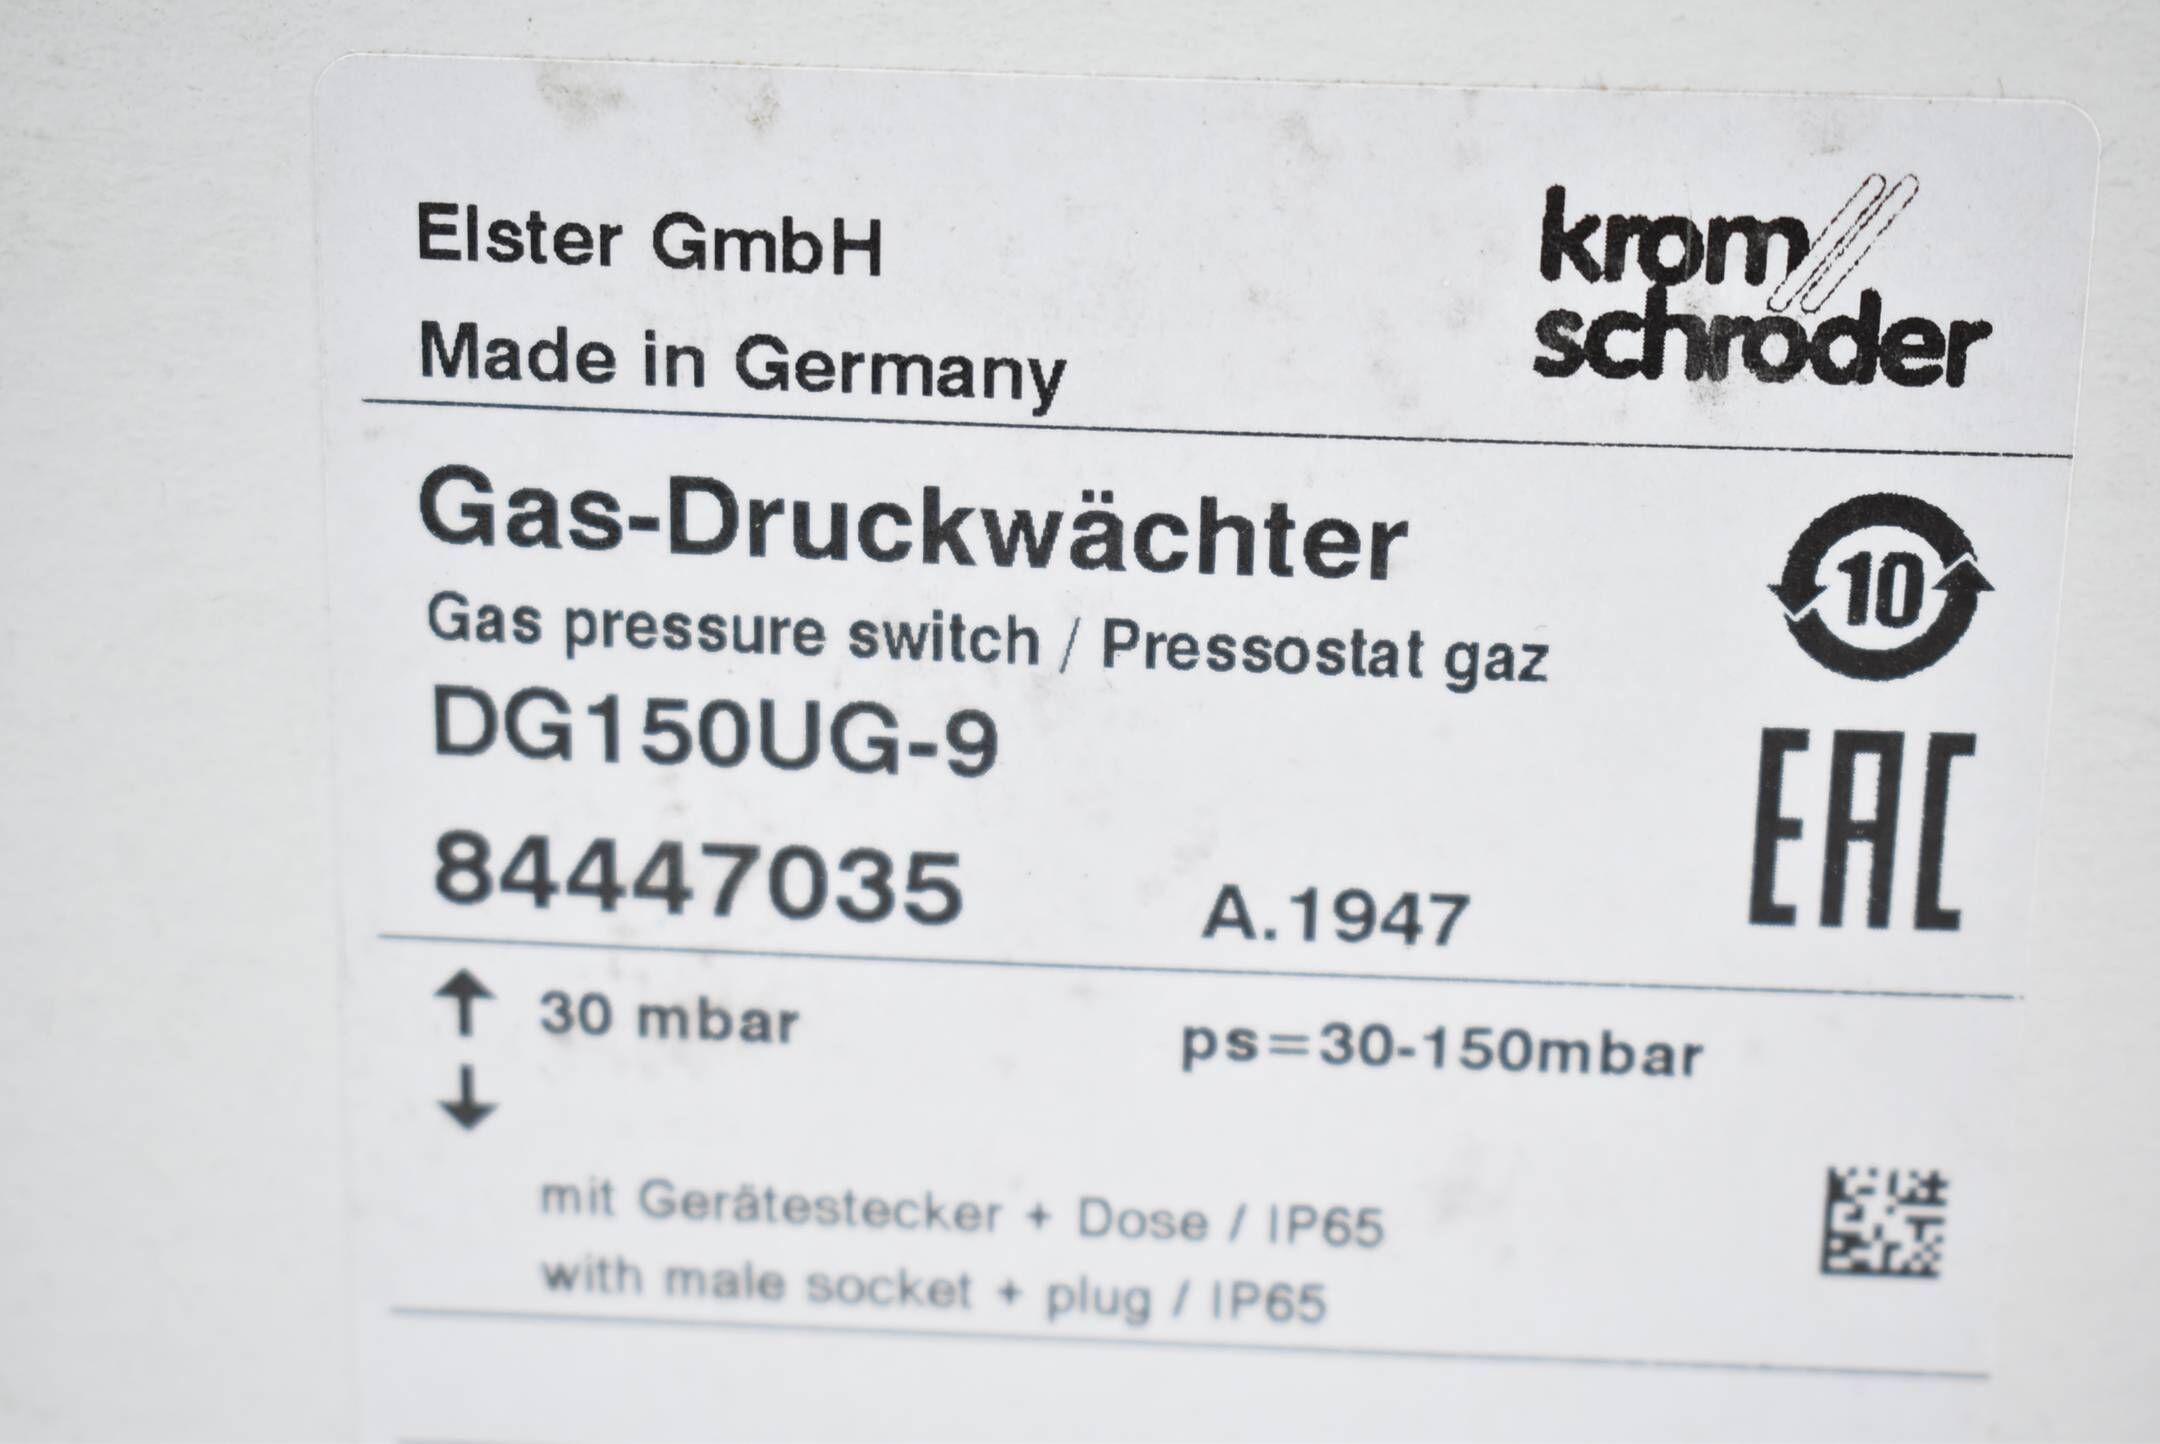 Elster GmbH
Made in Germany
krom
schroder
Gas-Druckwächter
Gas pressure switch / Pressostat gaz
DG150UG-9
84447035
A.1947
10
EAC
↑ 30 mbar
↓
ps=30-150mbar
mit Gerätestecker + Dose / IP65
with male socket + plug / IP65